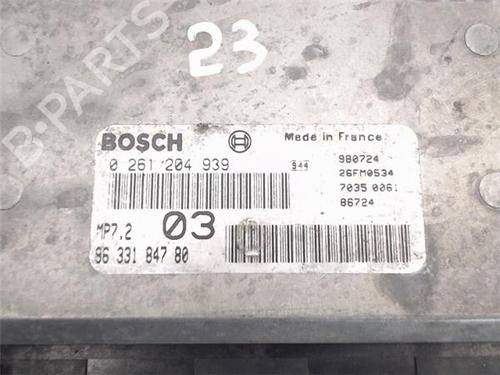 23
B-PARTS
BOSCH
Made in France
0 261 204 939
944
980724
26FM0534
7035 0061
86724
MP7.2
03
96 331 847 80